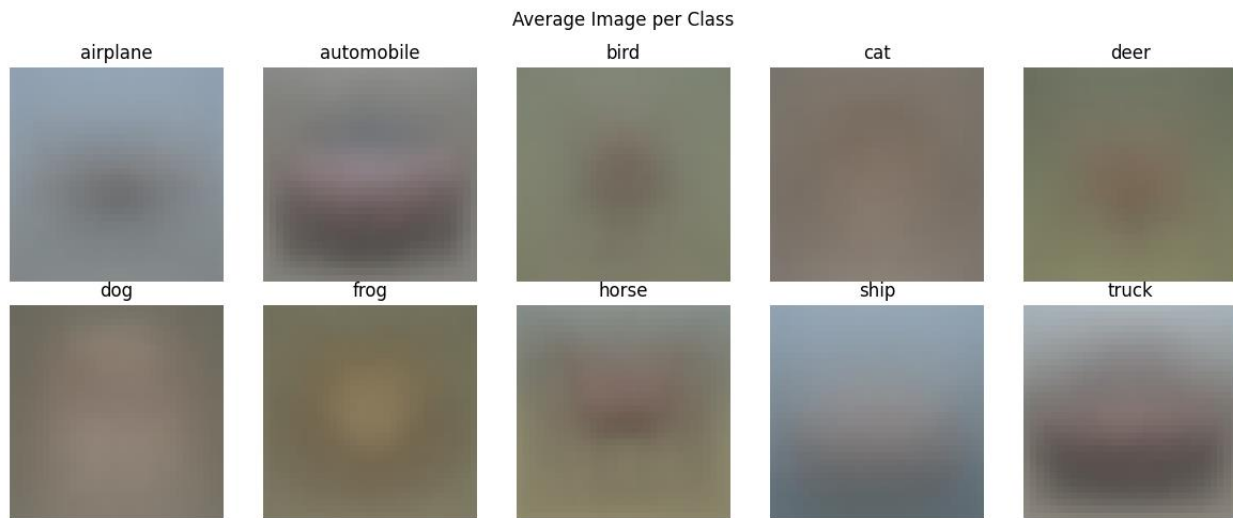 Average Image per Class
airplane automobile bird cat deer
dog frog horse ship truck